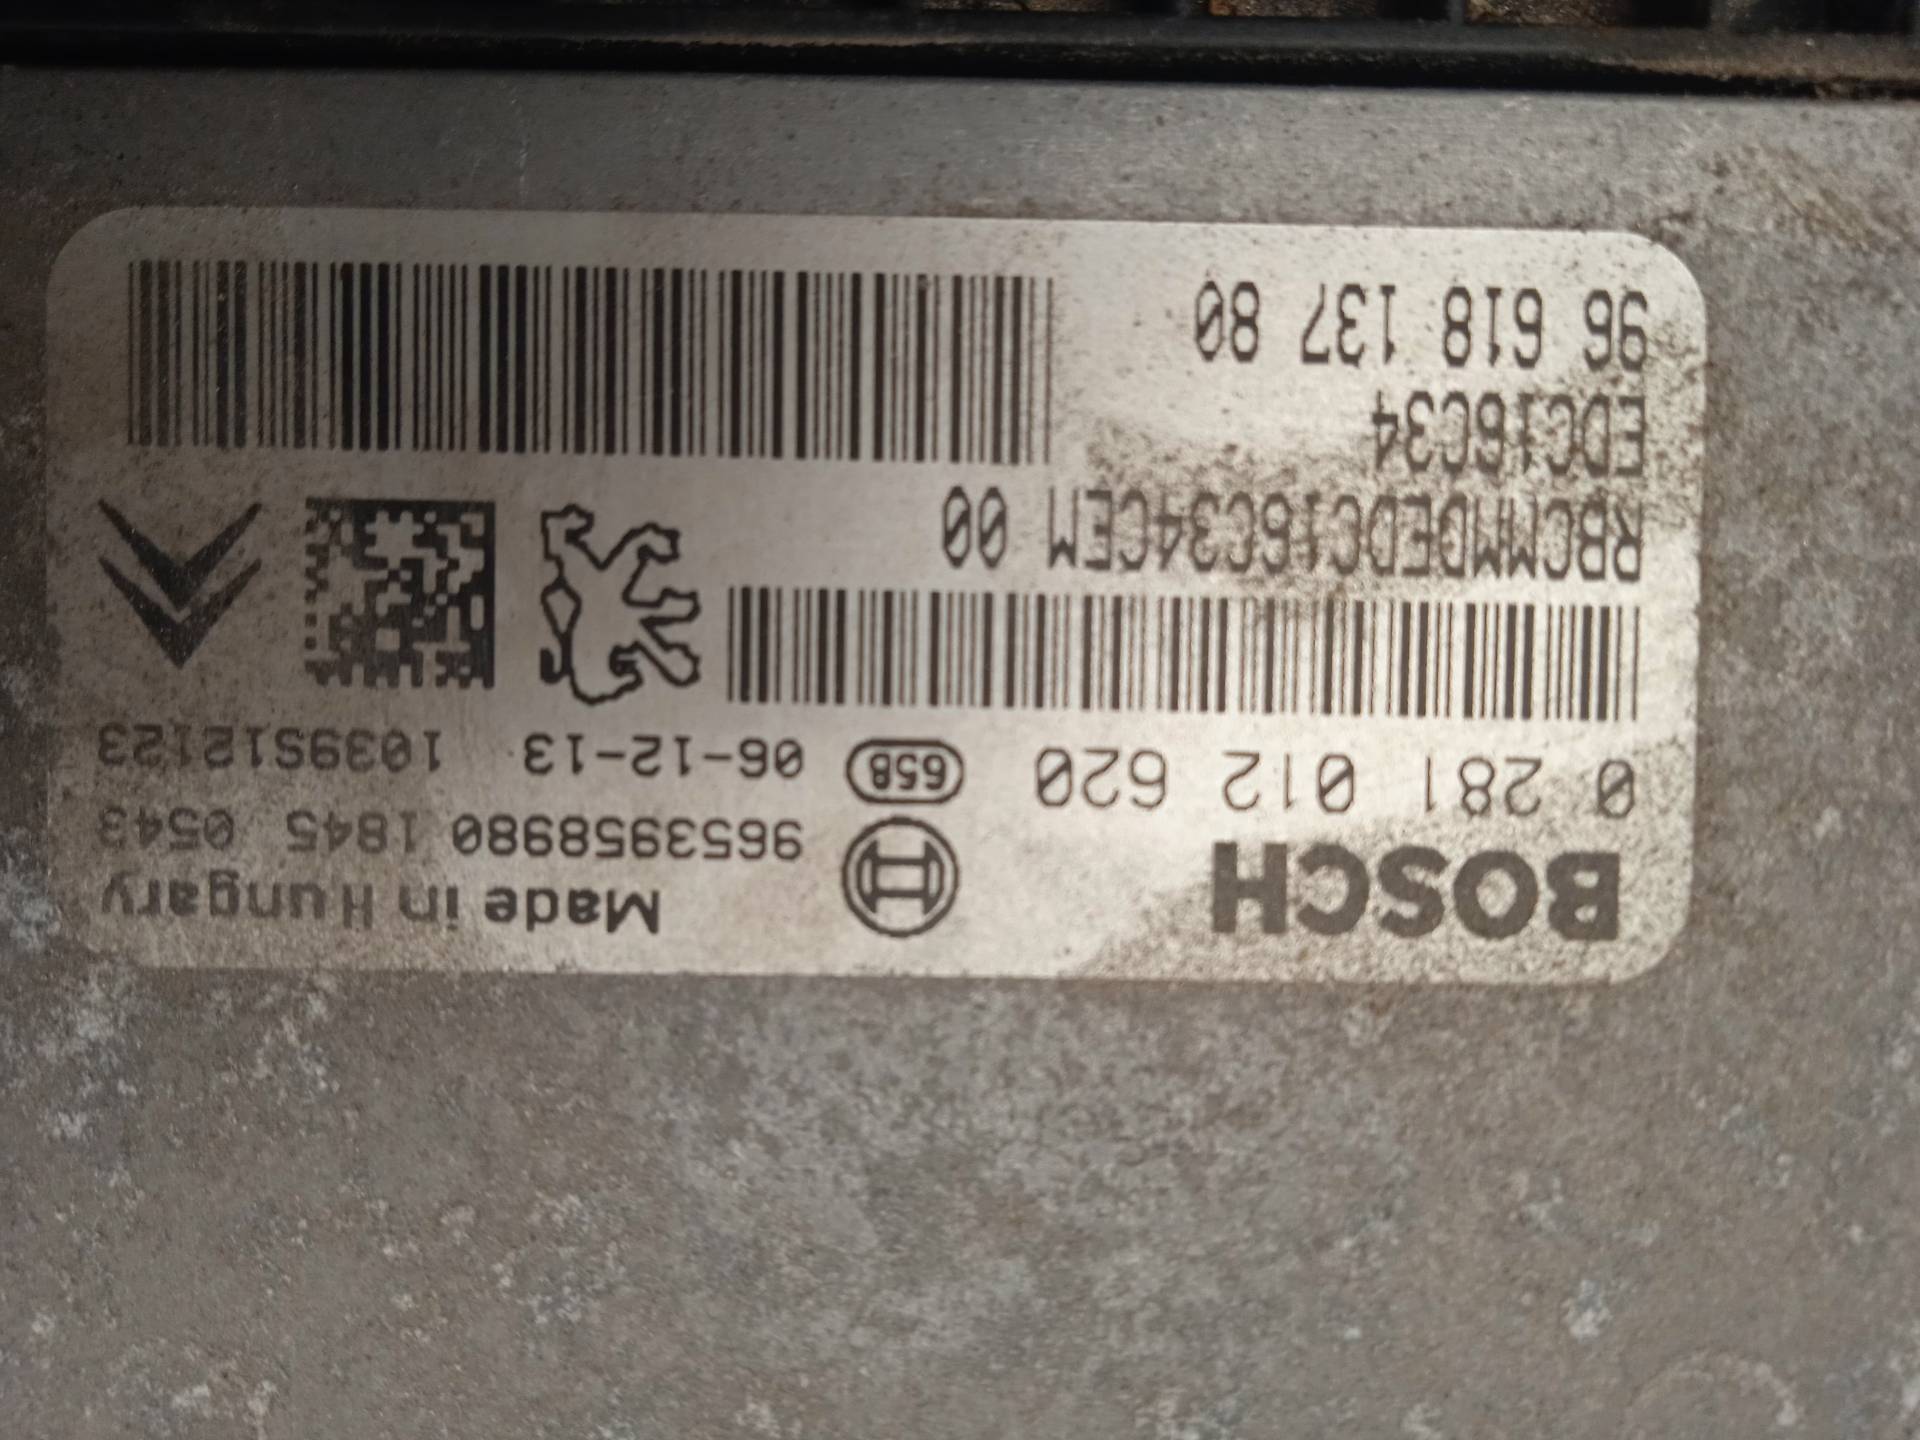 BOSCH
Made in Hungary
9653958980 1845 0543
0 281 012 620
658
06-12-13 1039S12123
RBCMMDEDC16C34CEM 00
EDC16C34
96 618 137 80